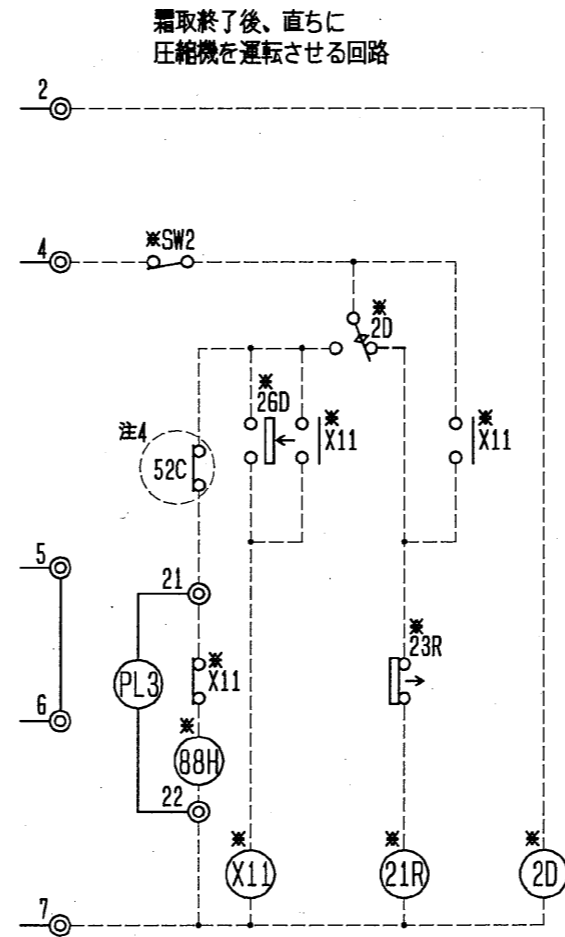 霜取終了後、直ちに
圧縮機を運転させる回路
2
4
※SW2
※
2D
※
26D
※
X11
※
X11
注4
52C
5
21
※
23R
※
X11
PL3
6
※
88H
22
※
X11
※
21R
※
2D
7